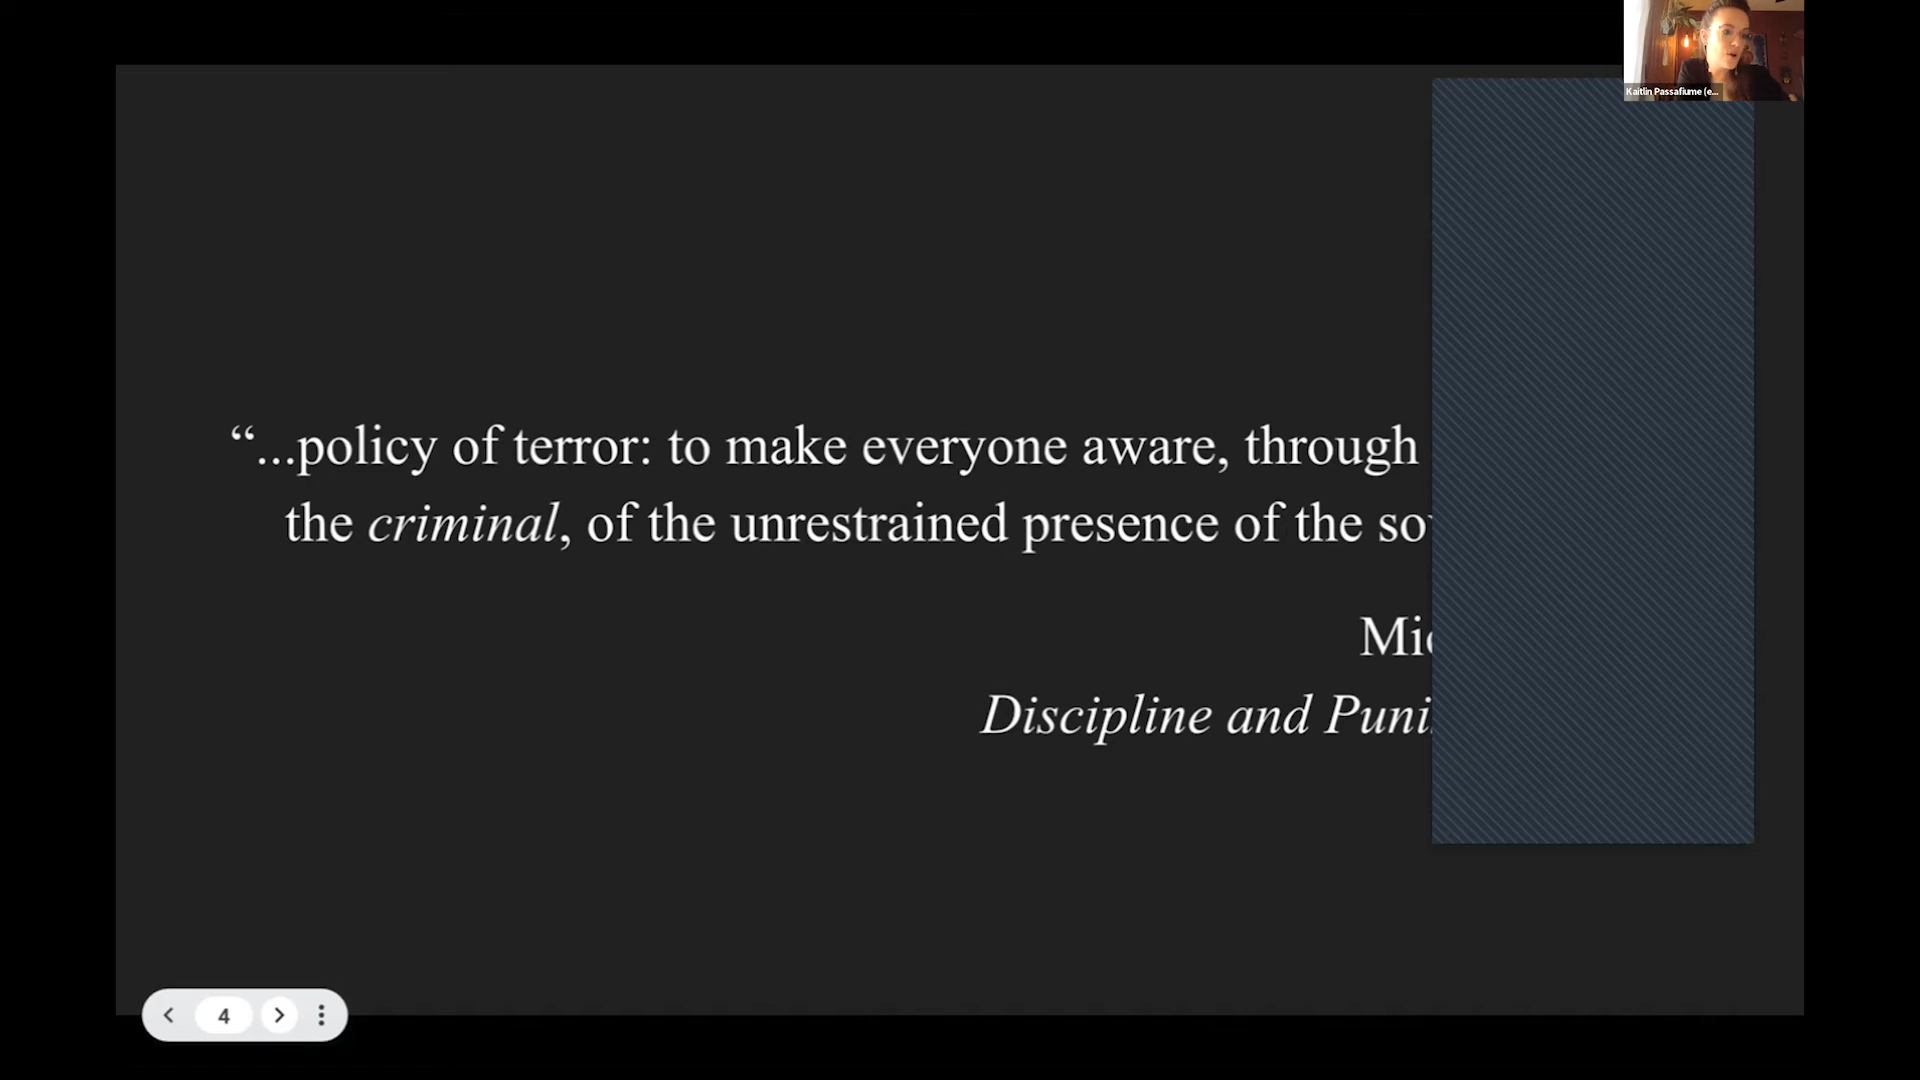 Kaitlin Passafiume (e...
“...policy of terror: to make everyone aware, through
the criminal, of the unrestrained presence of the
Discipline and
4